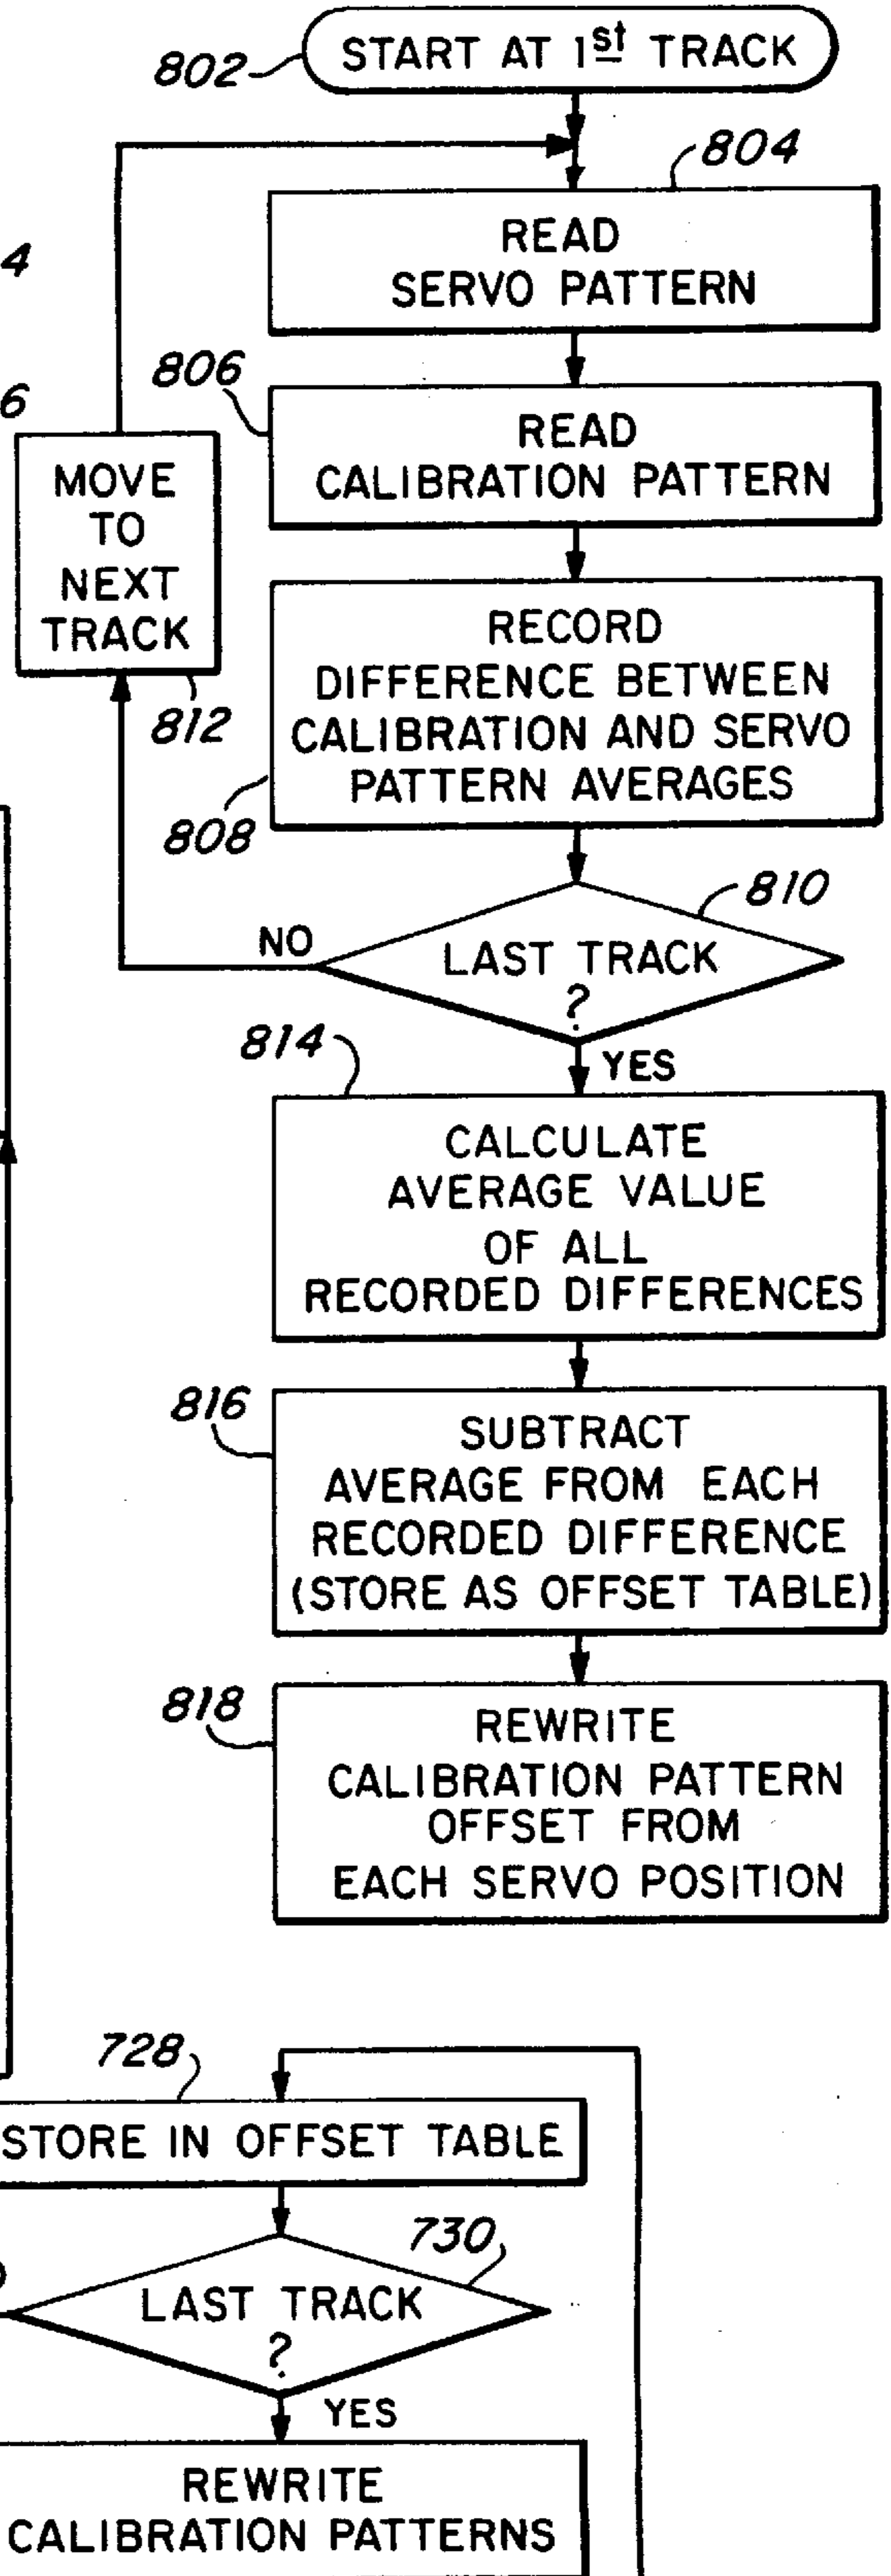 802
START AT 1st TRACK
804
READ
SERVO PATTERN
4
806
6
READ
CALIBRATION PATTERN
MOVE
TO
NEXT
TRACK
812
RECORD
DIFFERENCE BETWEEN
CALIBRATION AND SERVO
PATTERN AVERAGES
808
810
NO
LAST TRACK
?
YES
814
CALCULATE
AVERAGE VALUE
OF ALL
RECORDED DIFFERENCES
816
SUBTRACT
AVERAGE FROM EACH
RECORDED DIFFERENCE
(STORE AS OFFSET TABLE)
818
REWRITE
CALIBRATION PATTERN
OFFSET FROM
EACH SERVO POSITION
728
STORE IN OFFSET TABLE
730
LAST TRACK
?
YES
REWRITE
CALIBRATION PATTERNS